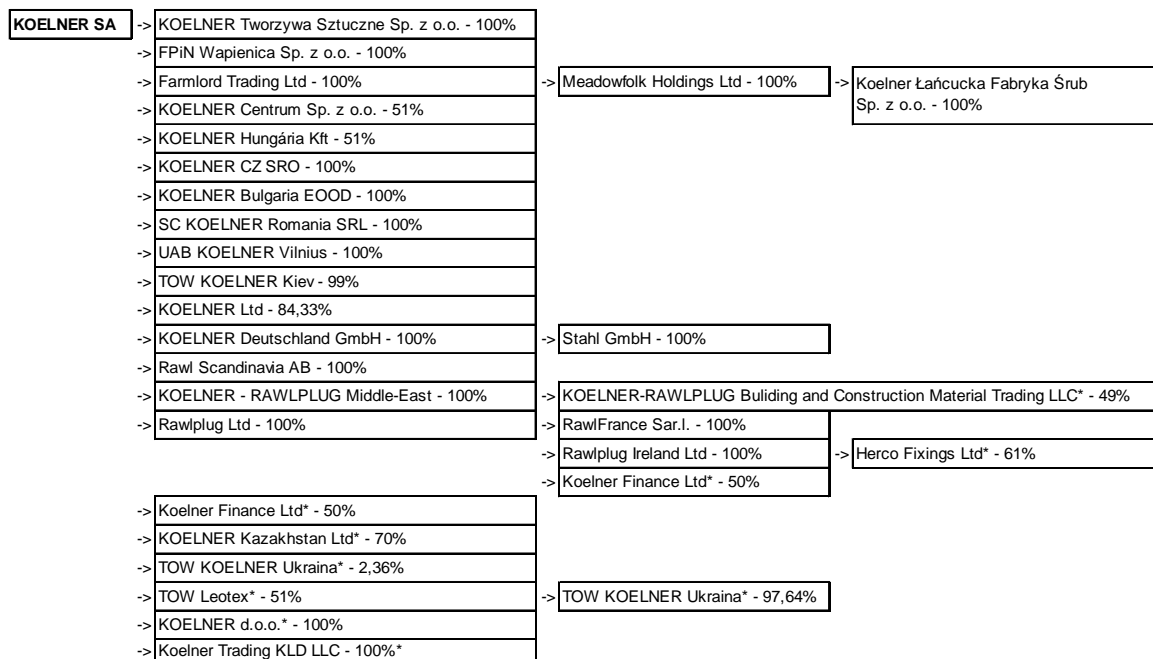 KOELNER SA -> KOELNER Tworzywa Sztuczne Sp. z o.o. - 100%
-> FPiN Wapienica Sp. z o.o. - 100%
-> Farmlord Trading Ltd - 100% -> Meadowfolk Holdings Ltd - 100% -> Koelner Łańcucka Fabryka Śrub
Sp. z o.o. - 100%
-> KOELNER Centrum Sp. z o.o. - 51%
-> KOELNER Hungária Kft - 51%
-> KOELNER CZ SRO - 100%
-> KOELNER Bulgaria EOOD - 100%
-> SC KOELNER Romania SRL - 100%
-> UAB KOELNER Vilnius - 100%
-> TOW KOELNER Kiev - 99%
-> KOELNER Ltd - 84,33%
-> KOELNER Deutschland GmbH - 100% -> Stahl GmbH - 100%
-> Rawl Scandinavia AB - 100%
-> KOELNER - RAWLPLUG Middle-East - 100% -> KOELNER-RAWLPLUG Buliding and Construction Material Trading LLC* - 49%
-> Rawlplug Ltd - 100% -> RawlFrance Sar.l. - 100%
-> Rawlplug Ireland Ltd - 100% -> Herco Fixings Ltd* - 61%
-> Koelner Finance Ltd* - 50%
-> Koelner Finance Ltd* - 50%
-> KOELNER Kazakhstan Ltd* - 70%
-> TOW KOELNER Ukraina* - 2,36%
-> TOW Leotex* - 51% -> TOW KOELNER Ukraina* - 97,64%
-> KOELNER d.o.o.* - 100%
-> Koelner Trading KLD LLC - 100%*